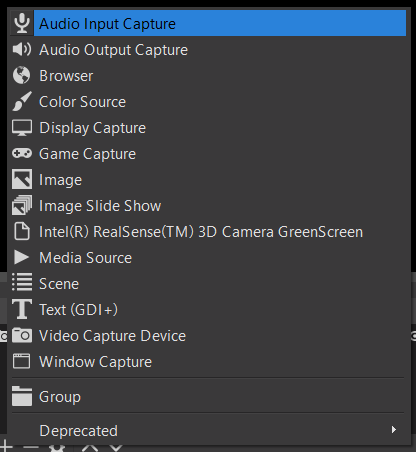 Audio Input Capture
Audio Output Capture
Browser
Color Source
Display Capture
Game Capture
Image
Image Slide Show
Intel(R) RealSense(TM) 3D Camera GreenScreen
Media Source
Scene
Text (GDI+)
Video Capture Device
Window Capture
Group
Deprecated